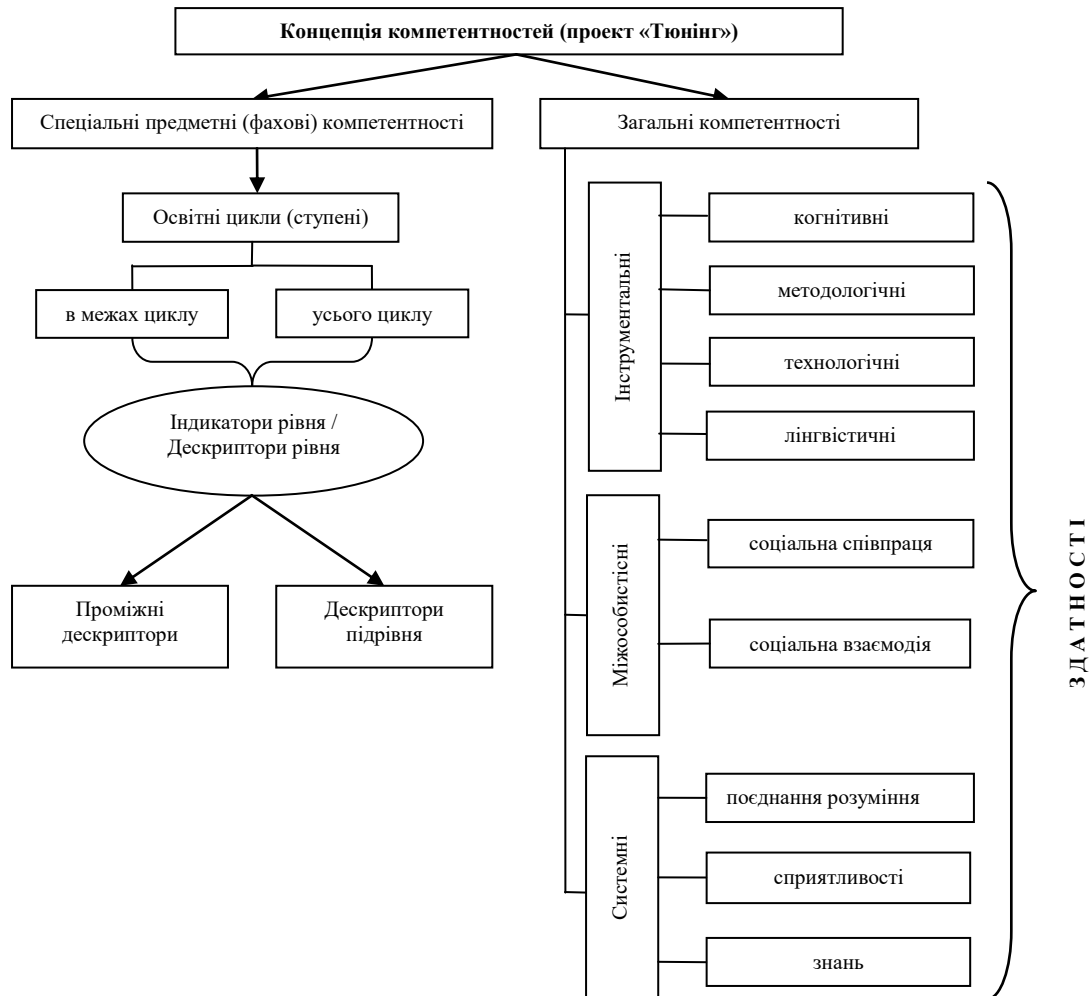 Концепція компетентностей (проект «Тюнінг»)
Спеціальні предметні (фахові) компетентності
Загальні компетентності
Освітні цикли (ступені)
в межах циклу
усього циклу
Індикатори рівня /
Дескриптори рівня
Проміжні
дескриптори
Дескриптори
підрівня
Інструментальні
когнітивні
методологічні
технологічні
лінгвістичні
Міжособистісні
соціальна співпраця
соціальна взаємодія
Системні
поєднання розуміння
сприятливості
знань
ЗДАТНОСТІ